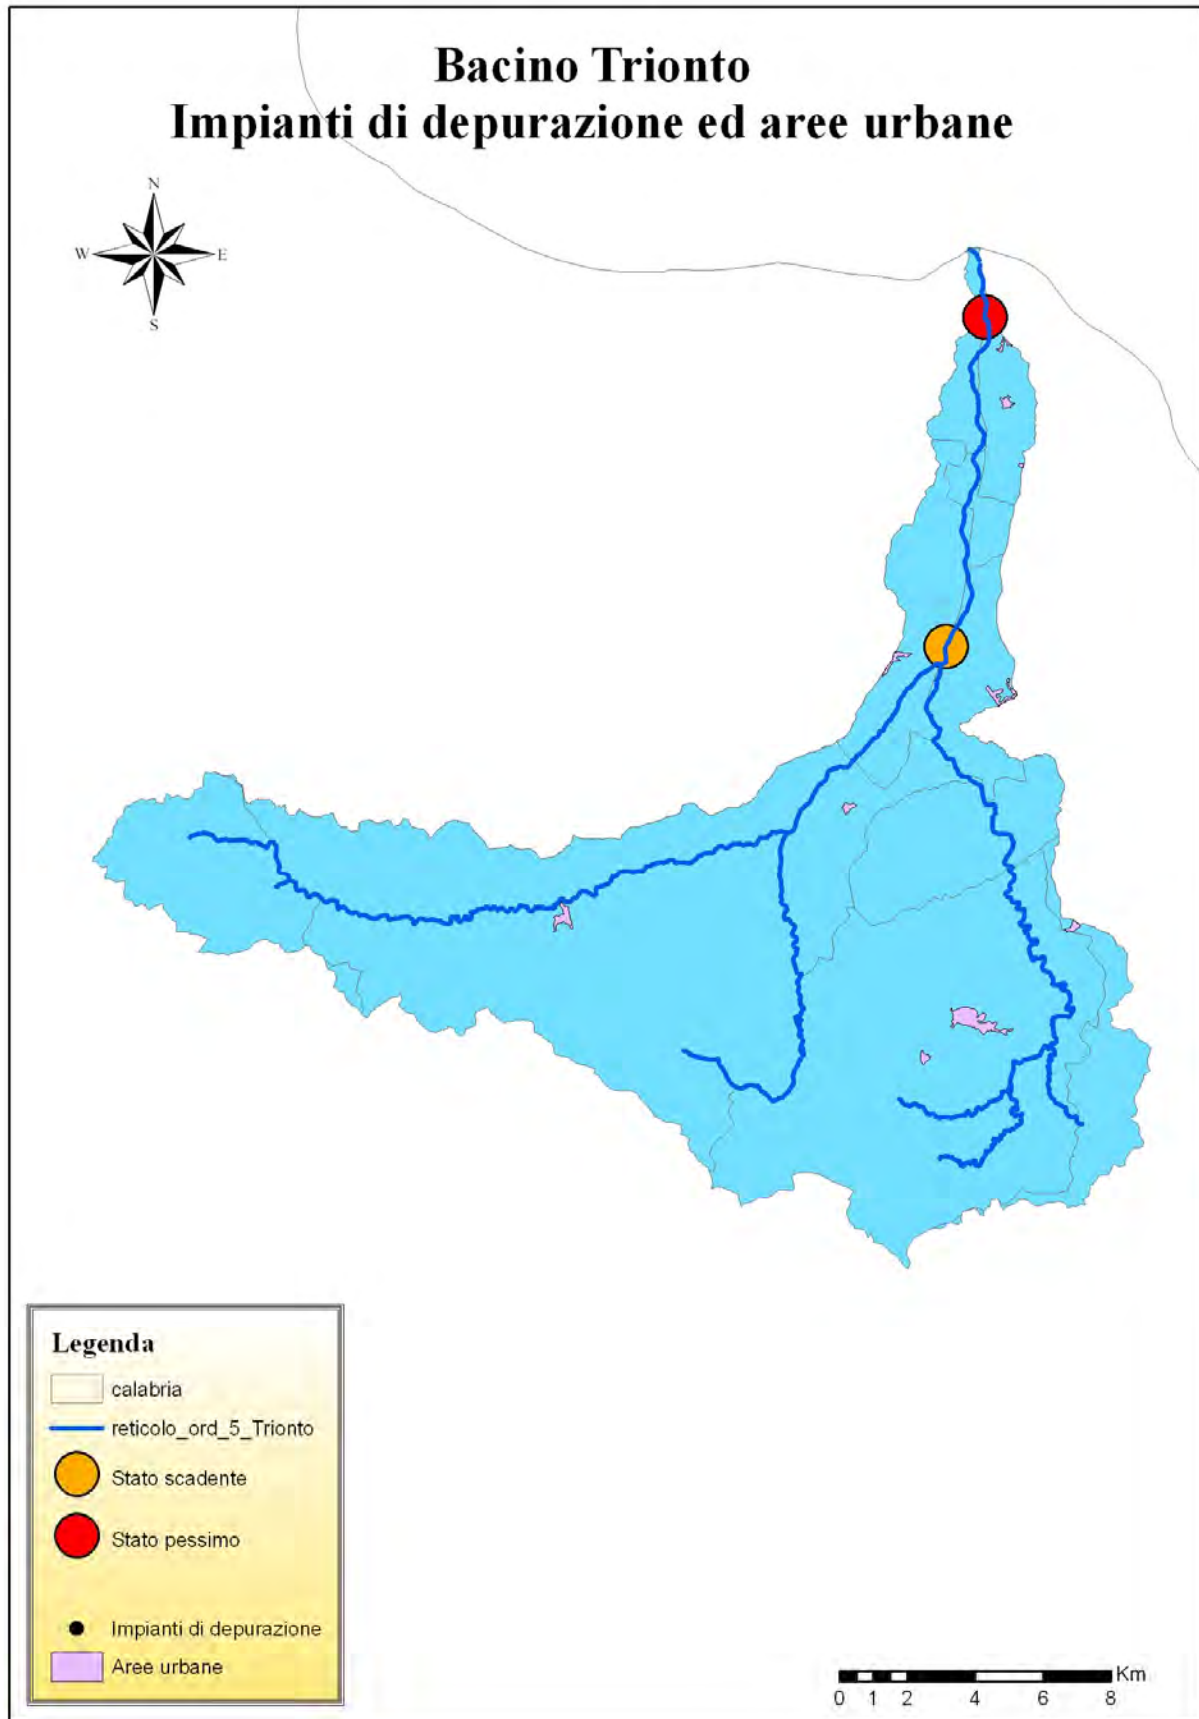 Bacino Trionto
Impianti di depurazione ed aree urbane
N
W E
S
Legenda
calabria
reticolo_ord_5_Trionto
Stato scadente
Stato pessimo
Impianti di depurazione
Aree urbane
Km
0 1 2 4 6 8